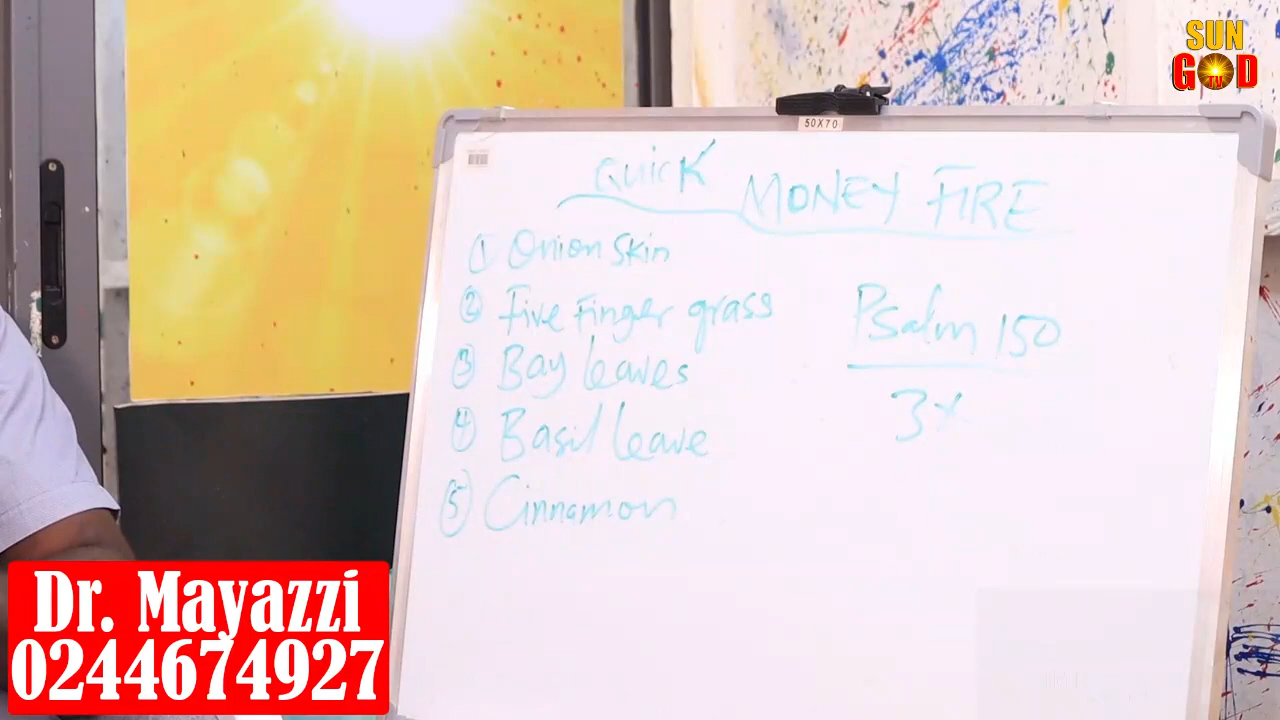 SUN
GOD
TV
50X70
QUICK MONEY FIRE
① Onion Skin
② Five Finger grass
③ Bay leaves
④ Basil leave
⑤ Cinnamon
Psalm 150
3x
Dr. Mayazzi
0244674927